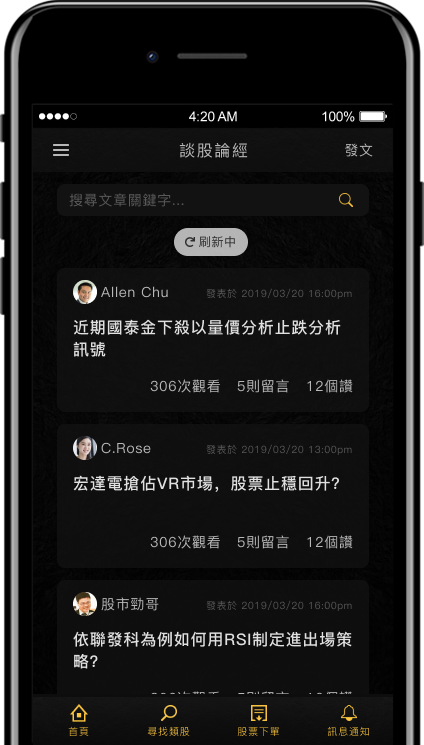 4:20 AM 100%
談股論經 發文
搜尋文章關鍵字...
刷新中
Allen Chu 發表於 2019/03/20 16:00pm
近期國泰金下殺以量價分析止跌分析
訊號
306次觀看 5則留言 12個讚
C.Rose 發表於 2019/03/20 13:00pm
宏達電搶佔VR市場，股票止穩回升?
306次觀看 5則留言 12個讚
股市勁哥 發表於 2019/03/20 16:00pm
依聯發科為例如何用RSI制定進出場策
略?
首頁 尋找類股 股票下單 訊息通知